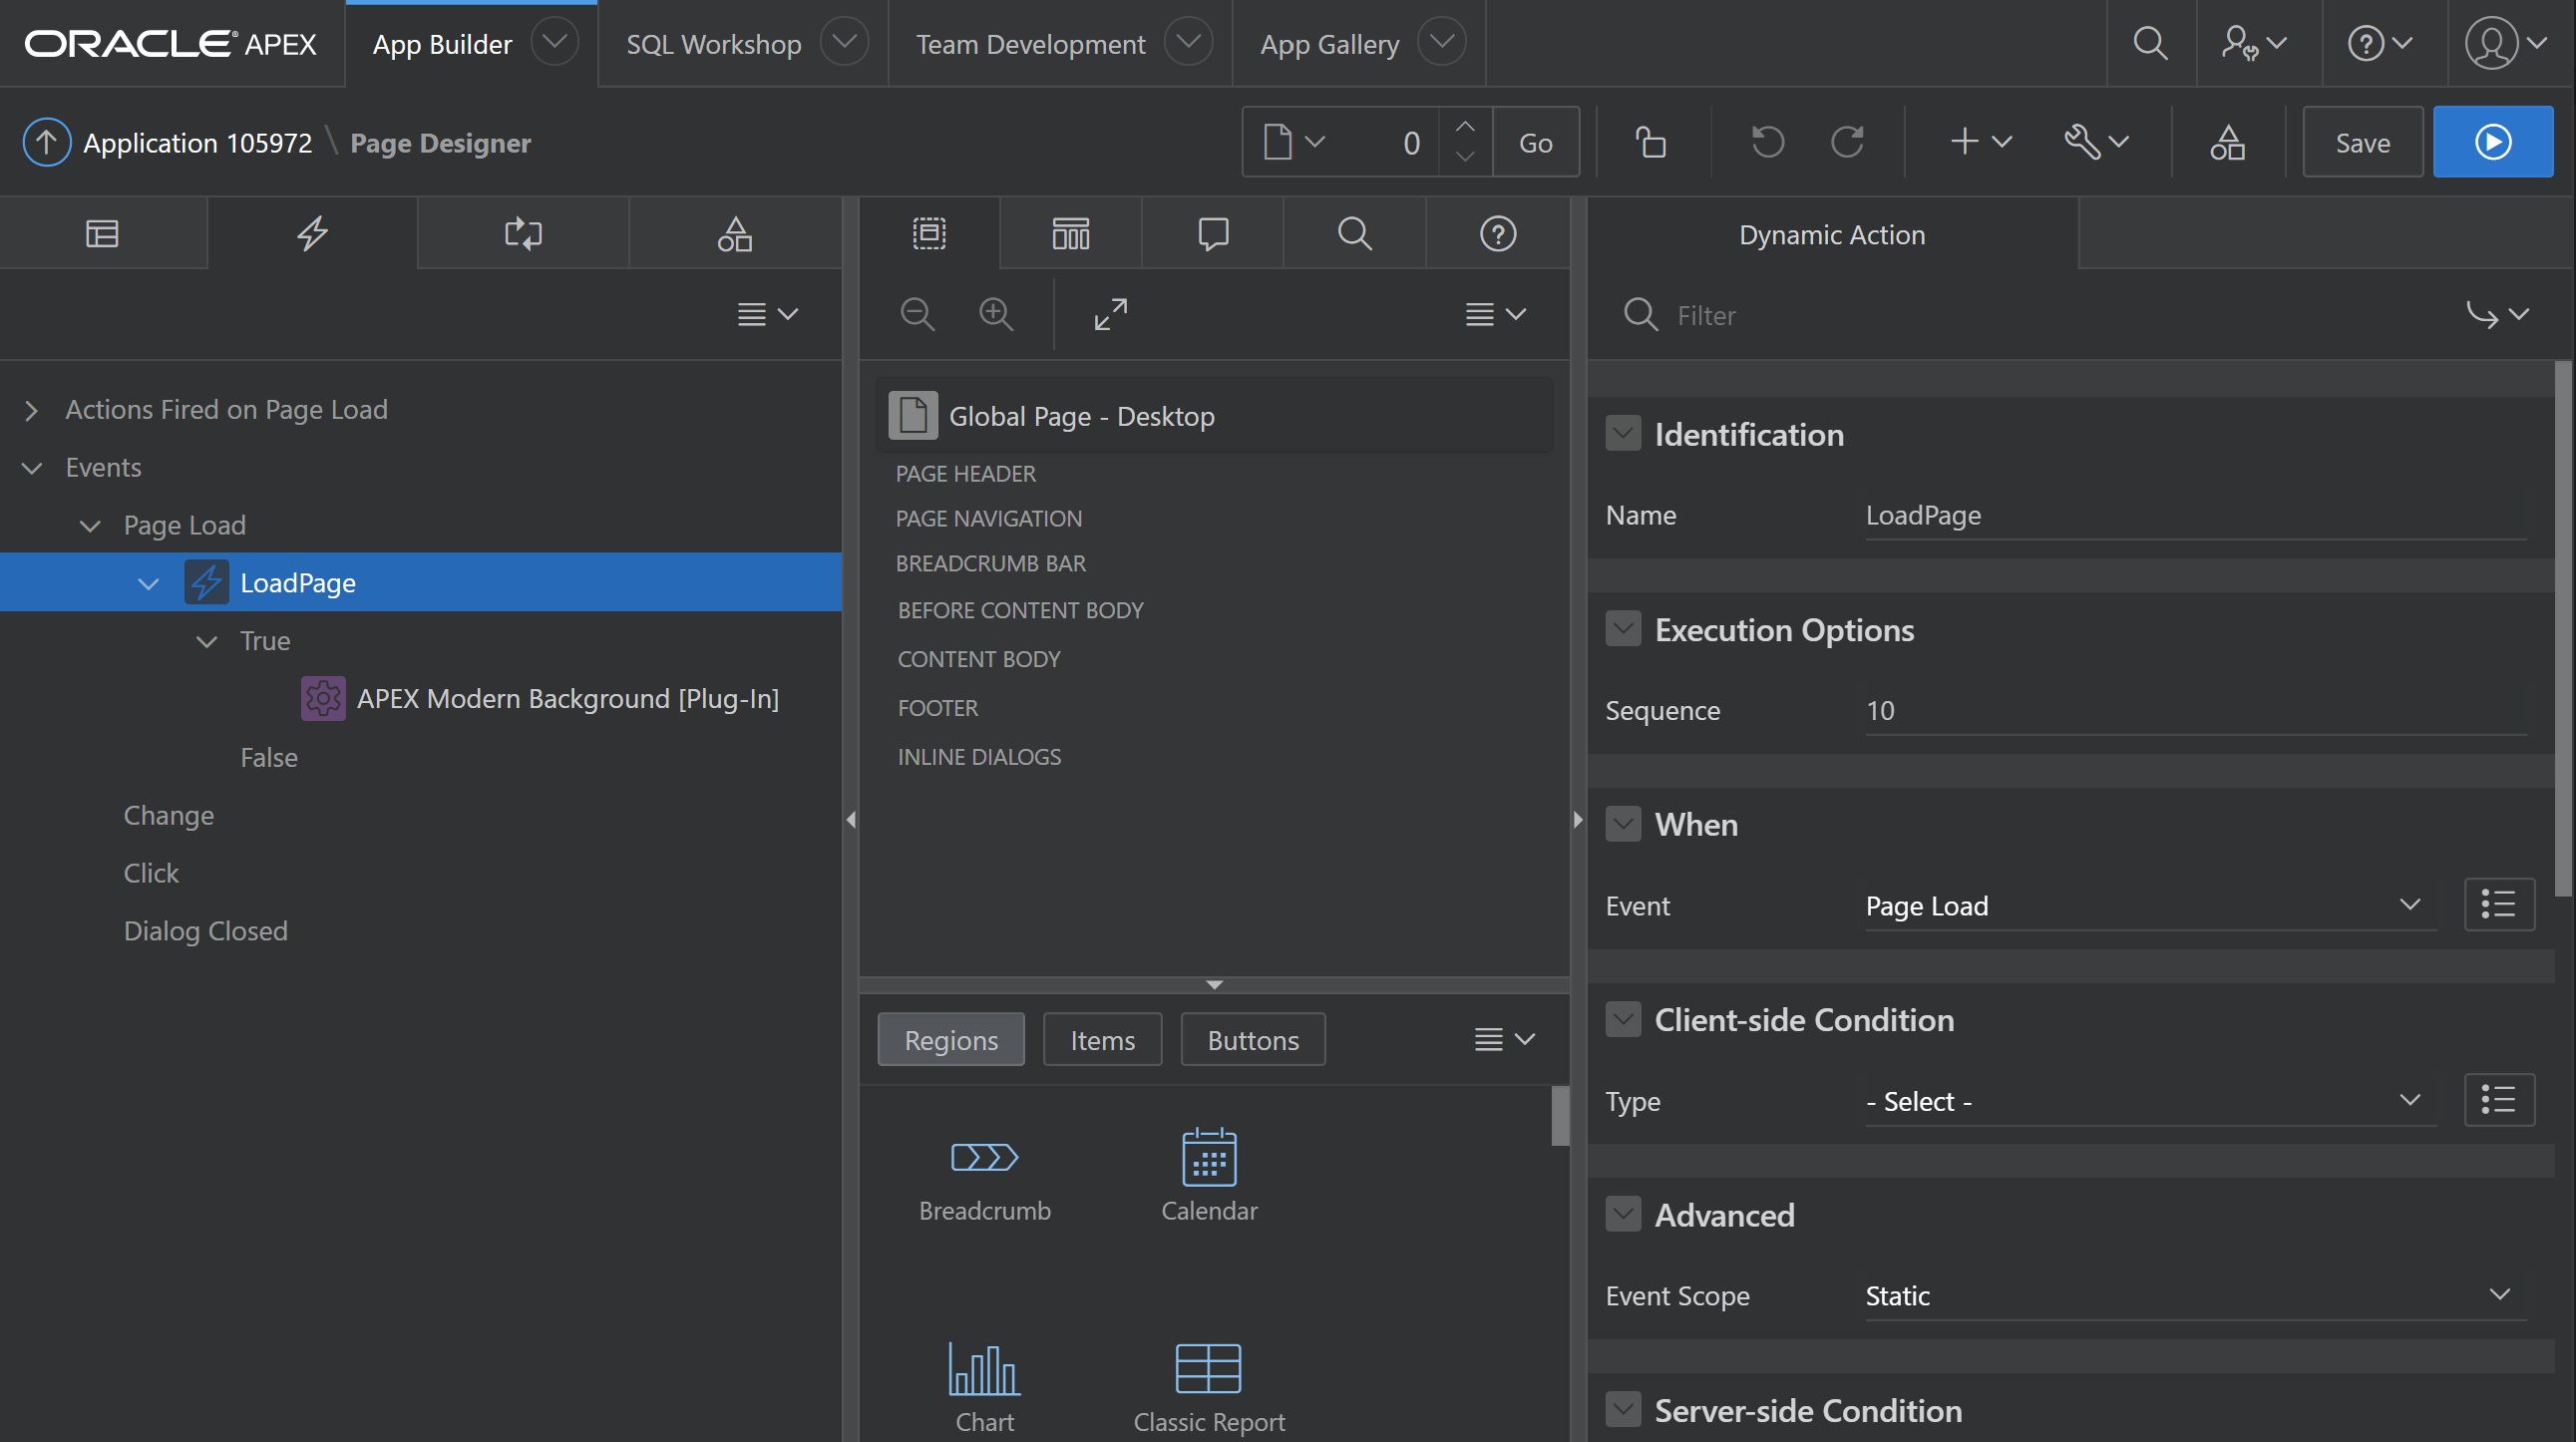 ORACLE® APEX
App Builder
SQL Workshop
Team Development
App Gallery
Application 105972 \ Page Designer
0
Go
Save
Actions Fired on Page Load
Events
Page Load
LoadPage
True
APEX Modern Background [Plug-In]
False
Change
Click
Dialog Closed
Global Page - Desktop
PAGE HEADER
PAGE NAVIGATION
BREADCRUMB BAR
BEFORE CONTENT BODY
CONTENT BODY
FOOTER
INLINE DIALOGS
Regions
Items
Buttons
Breadcrumb
Calendar
Chart
Classic Report
Dynamic Action
Filter
Identification
Name LoadPage
Execution Options
Sequence 10
When
Event Page Load
Client-side Condition
Type - Select -
Advanced
Event Scope Static
Server-side Condition